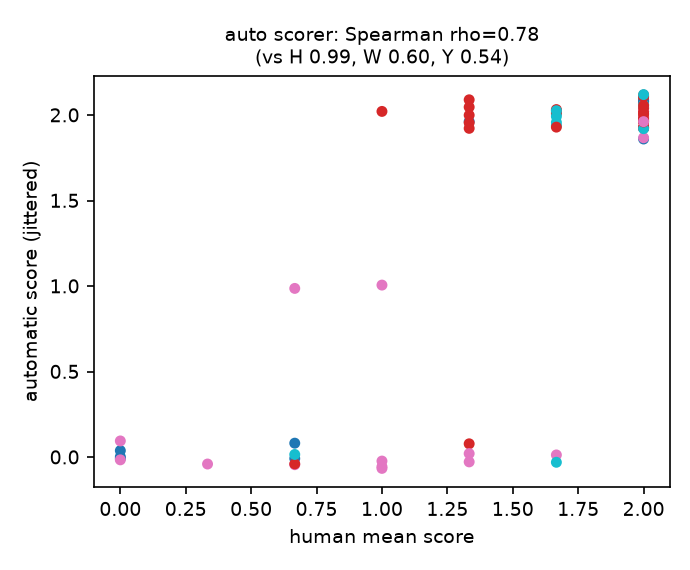 auto scorer: Spearman rho=0.78
(vs H 0.99, W 0.60, Y 0.54)
automatic score (jittered)
2.0
1.5
1.0
0.5
0.0
0.00 0.25 0.50 0.75 1.00 1.25 1.50 1.75 2.00
human mean score